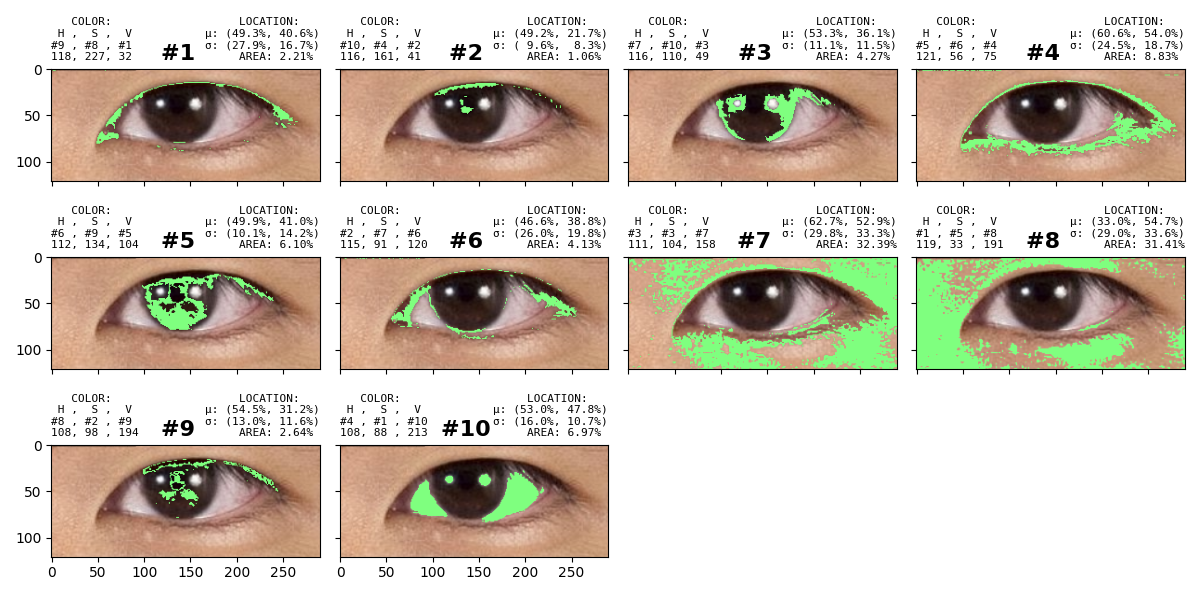 COLOR: LOCATION:
H , S , V μ: (49.3%, 40.6%)
#9 , #8 , #1 σ: (27.9%, 16.7%)
118, 227, 32 #1 AREA: 2.21%
COLOR: LOCATION:
H , S , V μ: (49.2%, 21.7%)
#10, #4 , #2 σ: ( 9.6%, 8.3%)
116, 161, 41 #2 AREA: 1.06%
COLOR: LOCATION:
H , S , V μ: (53.3%, 36.1%)
#7 , #10, #3 σ: (11.1%, 11.5%)
116, 110, 49 #3 AREA: 4.27%
COLOR: LOCATION:
H , S , V μ: (60.6%, 54.0%)
#5 , #6 , #4 σ: (24.5%, 18.7%)
121, 56 , 75 #4 AREA: 8.83%
0
50
100
COLOR: LOCATION:
H , S , V μ: (49.9%, 41.0%)
#6 , #9 , #5 σ: (10.1%, 14.2%)
112, 134, 104 #5 AREA: 6.10%
COLOR: LOCATION:
H , S , V μ: (46.6%, 38.8%)
#2 , #7 , #6 σ: (26.0%, 19.8%)
115, 91 , 120 #6 AREA: 4.13%
COLOR: LOCATION:
H , S , V μ: (62.7%, 52.9%)
#3 , #3 , #7 σ: (29.8%, 33.3%)
111, 104, 158 #7 AREA: 32.39%
COLOR: LOCATION:
H , S , V μ: (33.0%, 54.7%)
#1 , #5 , #8 σ: (29.0%, 33.6%)
119, 33 , 191 #8 AREA: 31.41%
0
50
100
COLOR: LOCATION:
H , S , V μ: (54.5%, 31.2%)
#8 , #2 , #9 σ: (13.0%, 11.6%)
108, 98 , 194 #9 AREA: 2.64%
COLOR: LOCATION:
H , S , V μ: (53.0%, 47.8%)
#4 , #1 , #10 σ: (16.0%, 10.7%)
108, 88 , 213 #10 AREA: 6.97%
0
50
100
0 50 100 150 200 250
0 50 100 150 200 250